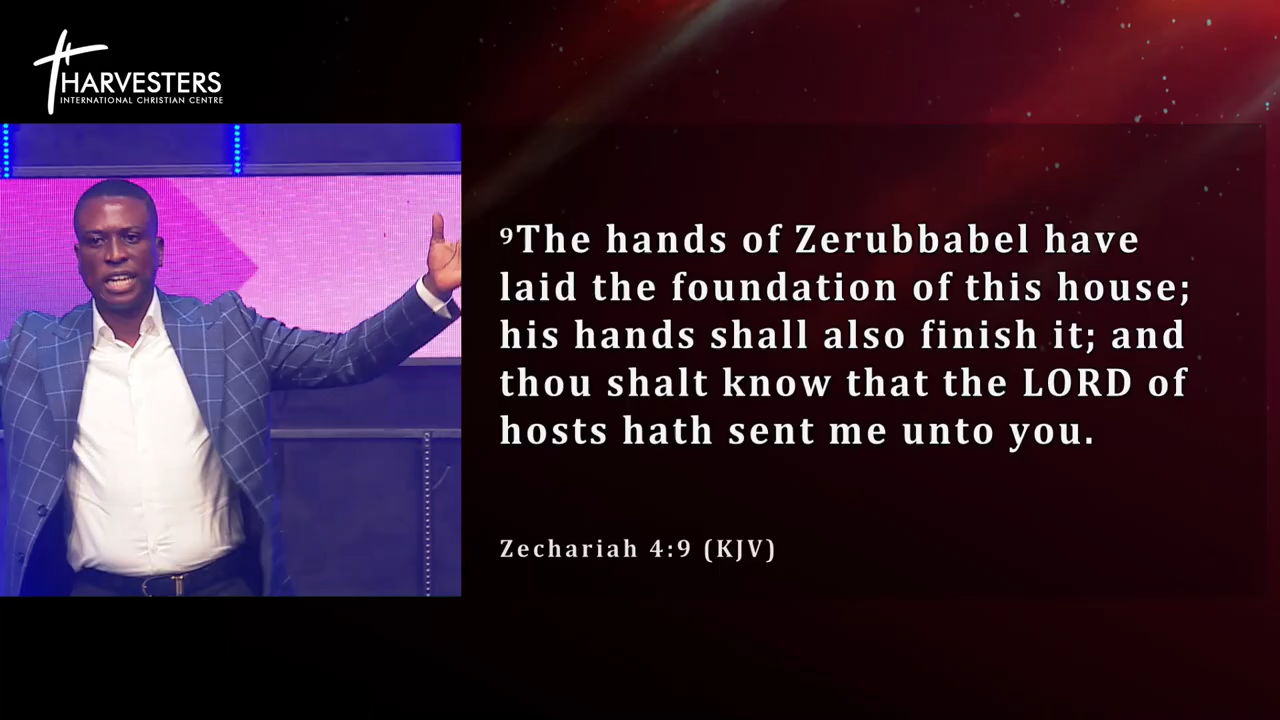 HARVESTERS
INTERNATIONAL CHRISTIAN CENTRE
⁹The hands of Zerubbabel have
laid the foundation of this house;
his hands shall also finish it; and
thou shalt know that the LORD of
hosts hath sent me unto you.
Zechariah 4:9 (KJV)